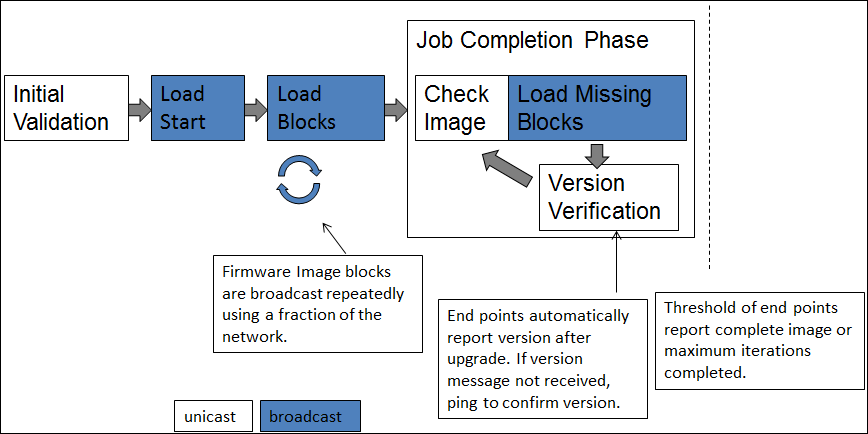 Job Completion Phase
Initial
Validation
Load
Start
Load
Blocks
Check
Image
Load Missing
Blocks
Version
Verification
Firmware Image blocks
are broadcast repeatedly
using a fraction of the
network.
End points automatically
report version after
upgrade. If version
message not received,
ping to confirm version.
Threshold of end points
report complete image or
maximum iterations
completed.
unicast
broadcast